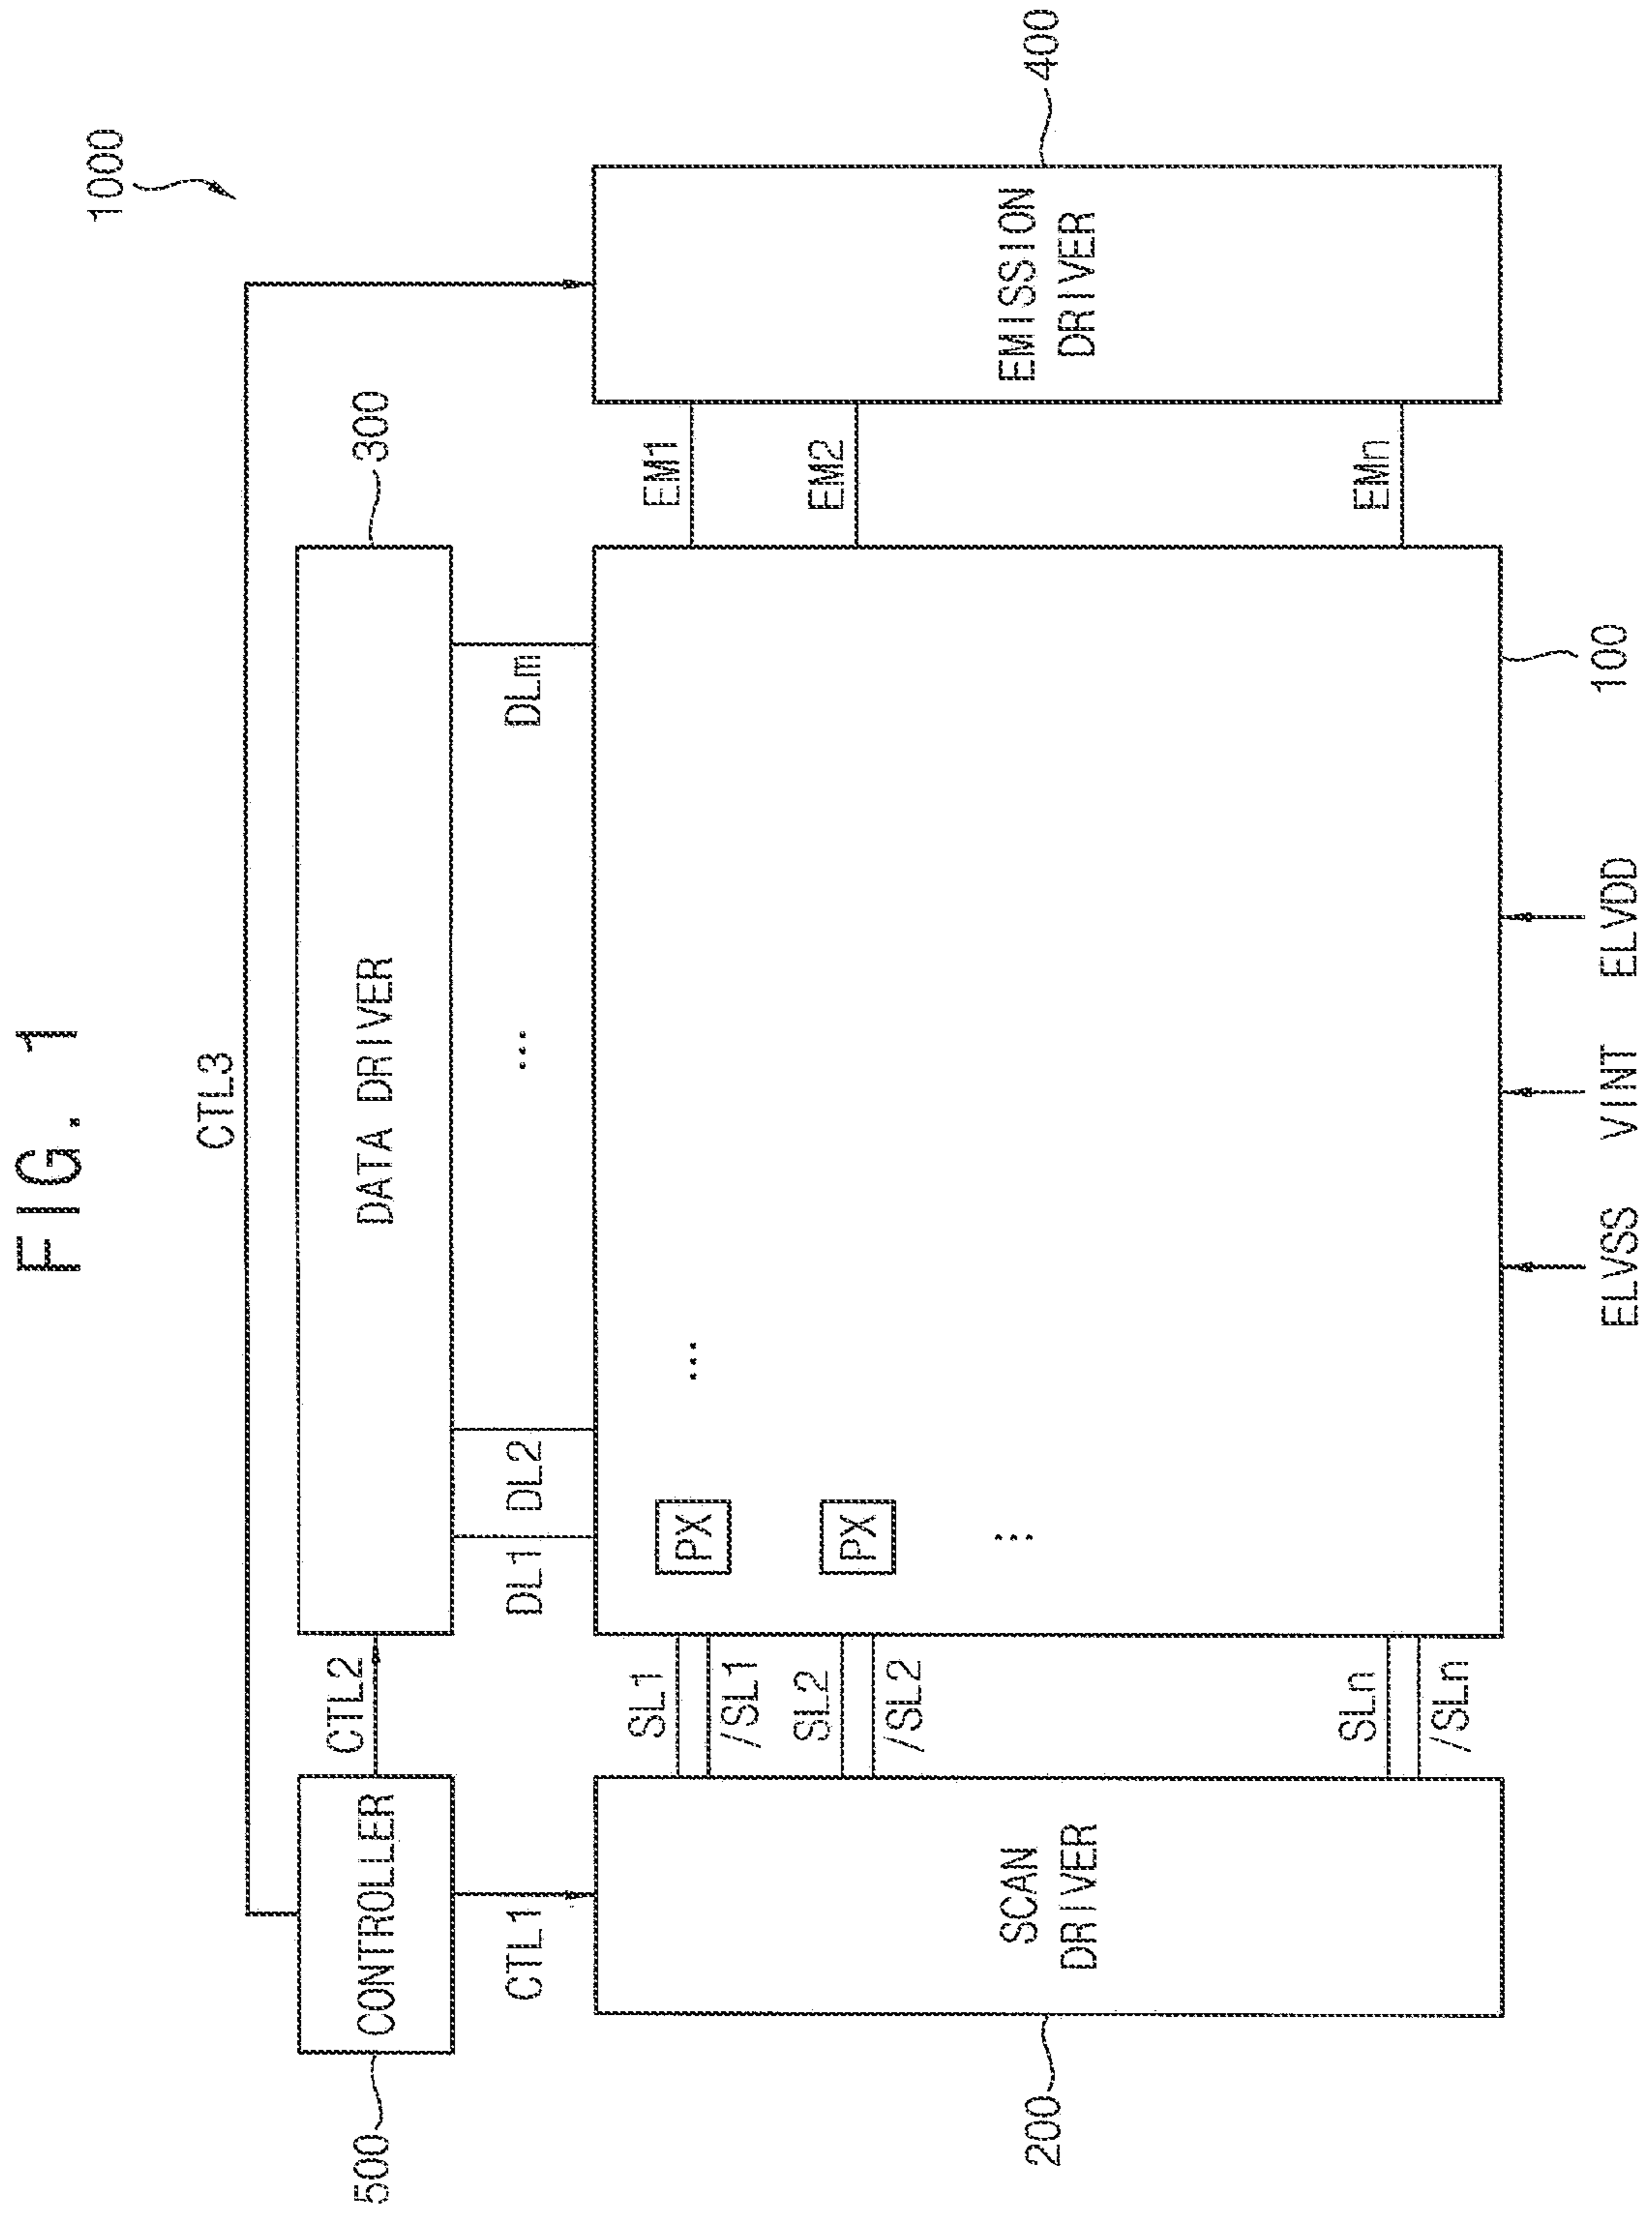 FIG. 1
1000
CTL3
500
CONTROLLER
CTL2
DATA DRIVER
300
CTL1
DL1
DL2
...
DLm
SL1
/SL1
SL2
/SL2
SLn
/SLn
PX
...
PX
...
EM1
EM2
EMn
200
SCAN
DRIVER
EMISSION
DRIVER
400
ELVSS
VINT
ELVDD
100